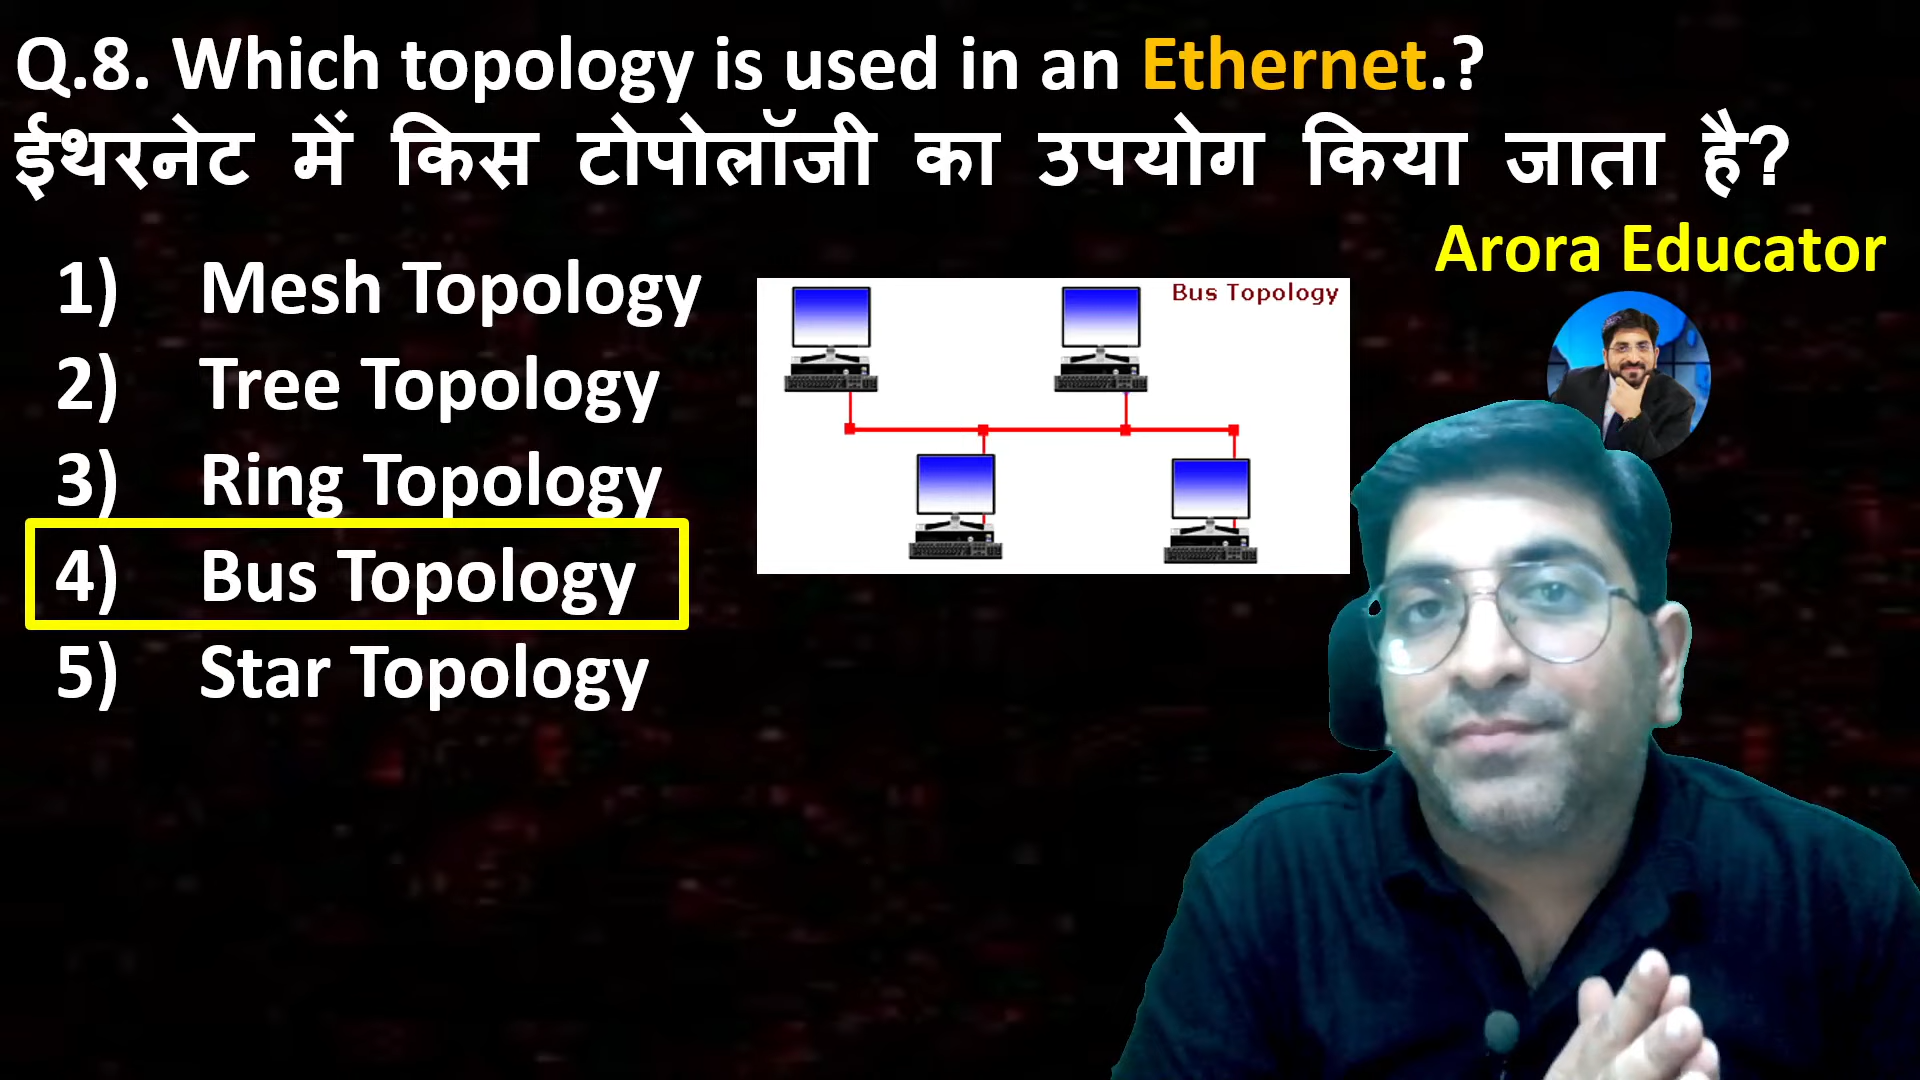 Q.8. Which topology is used in an Ethernet.?
ईथरनेट में किस टोपोलॉजी का उपयोग किया जाता है?
Arora Educator
1) Mesh Topology
2) Tree Topology
3) Ring Topology
4) Bus Topology
5) Star Topology
Bus Topology